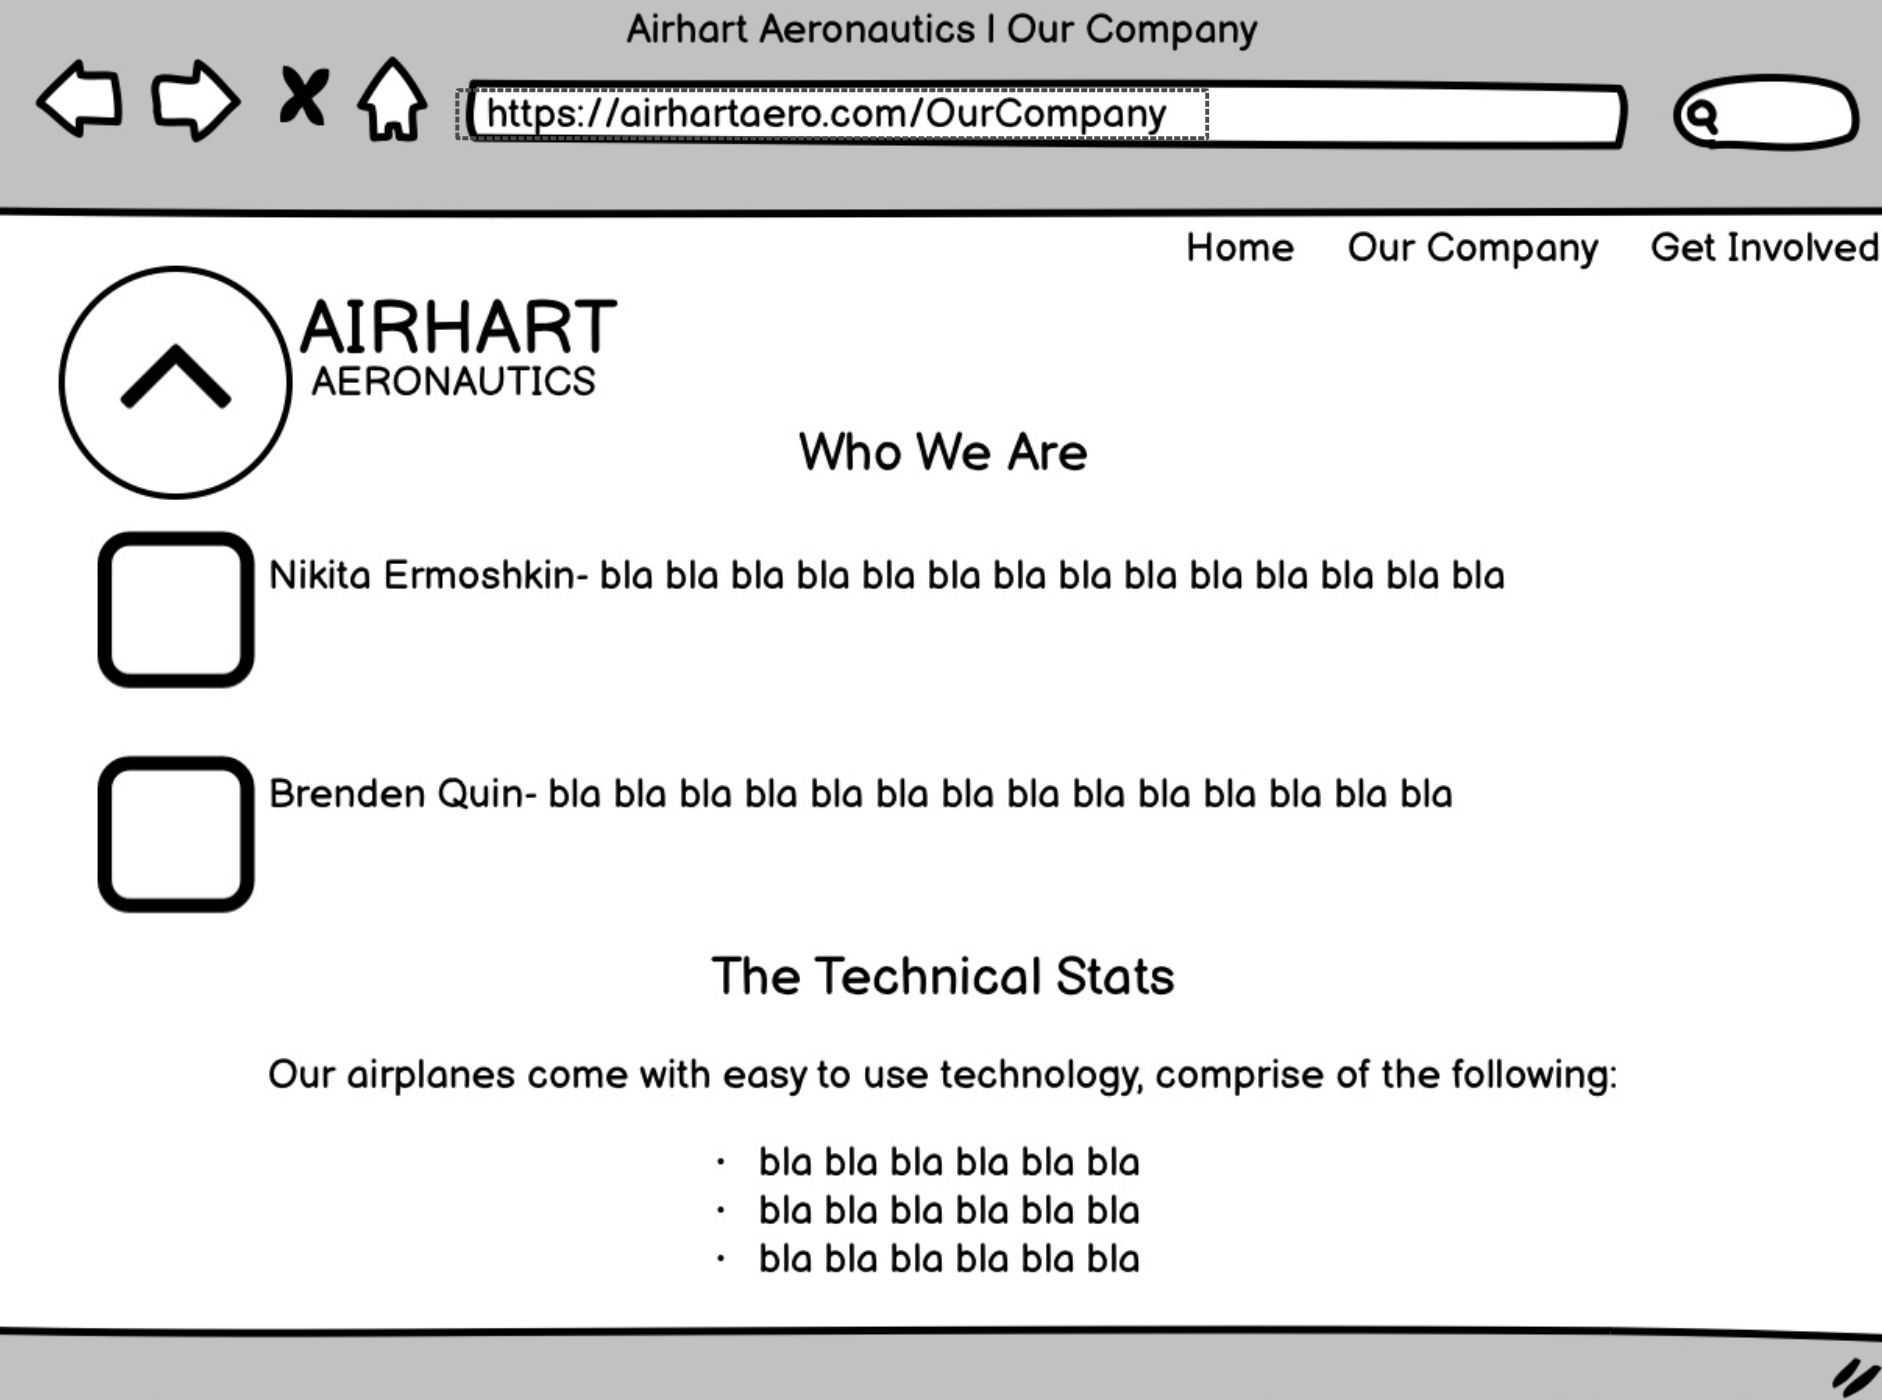 Airhart Aeronautics | Our Company
https://airhartaero.com/OurCompany
Home Our Company Get Involved
AIRHART
AERONAUTICS
Who We Are
Nikita Ermoshkin- bla bla bla bla bla bla bla bla bla bla bla bla bla bla
Brenden Quin- bla bla bla bla bla bla bla bla bla bla bla bla bla bla
The Technical Stats
Our airplanes come with easy to use technology, comprise of the following:
· bla bla bla bla bla bla
· bla bla bla bla bla bla
· bla bla bla bla bla bla